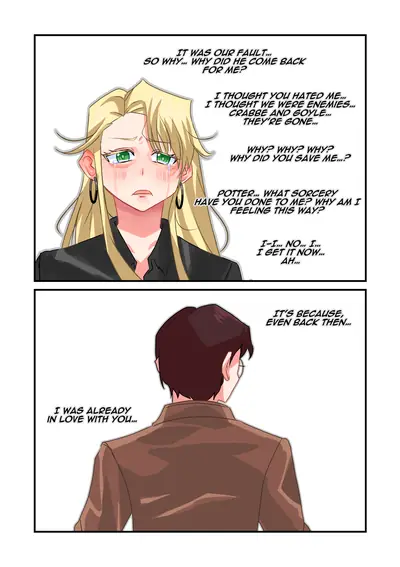 IT WAS OUR FAULT...
SO WHY... WHY DID HE COME BACK
FOR ME?
I THOUGHT YOU HATED ME...
I THOUGHT WE WERE ENEMIES...
CRABBE AND GOYLE...
THEY'RE GONE...
WHY? WHY? WHY?
WHY DID YOU SAVE ME...?
POTTER... WHAT SORCERY
HAVE YOU DONE TO ME? WHY AM I
FEELING THIS WAY?
I-I... NO... I...
I GET IT NOW...
AH...
IT'S BECAUSE,
EVEN BACK THEN...
I WAS ALREADY
IN LOVE WITH YOU...